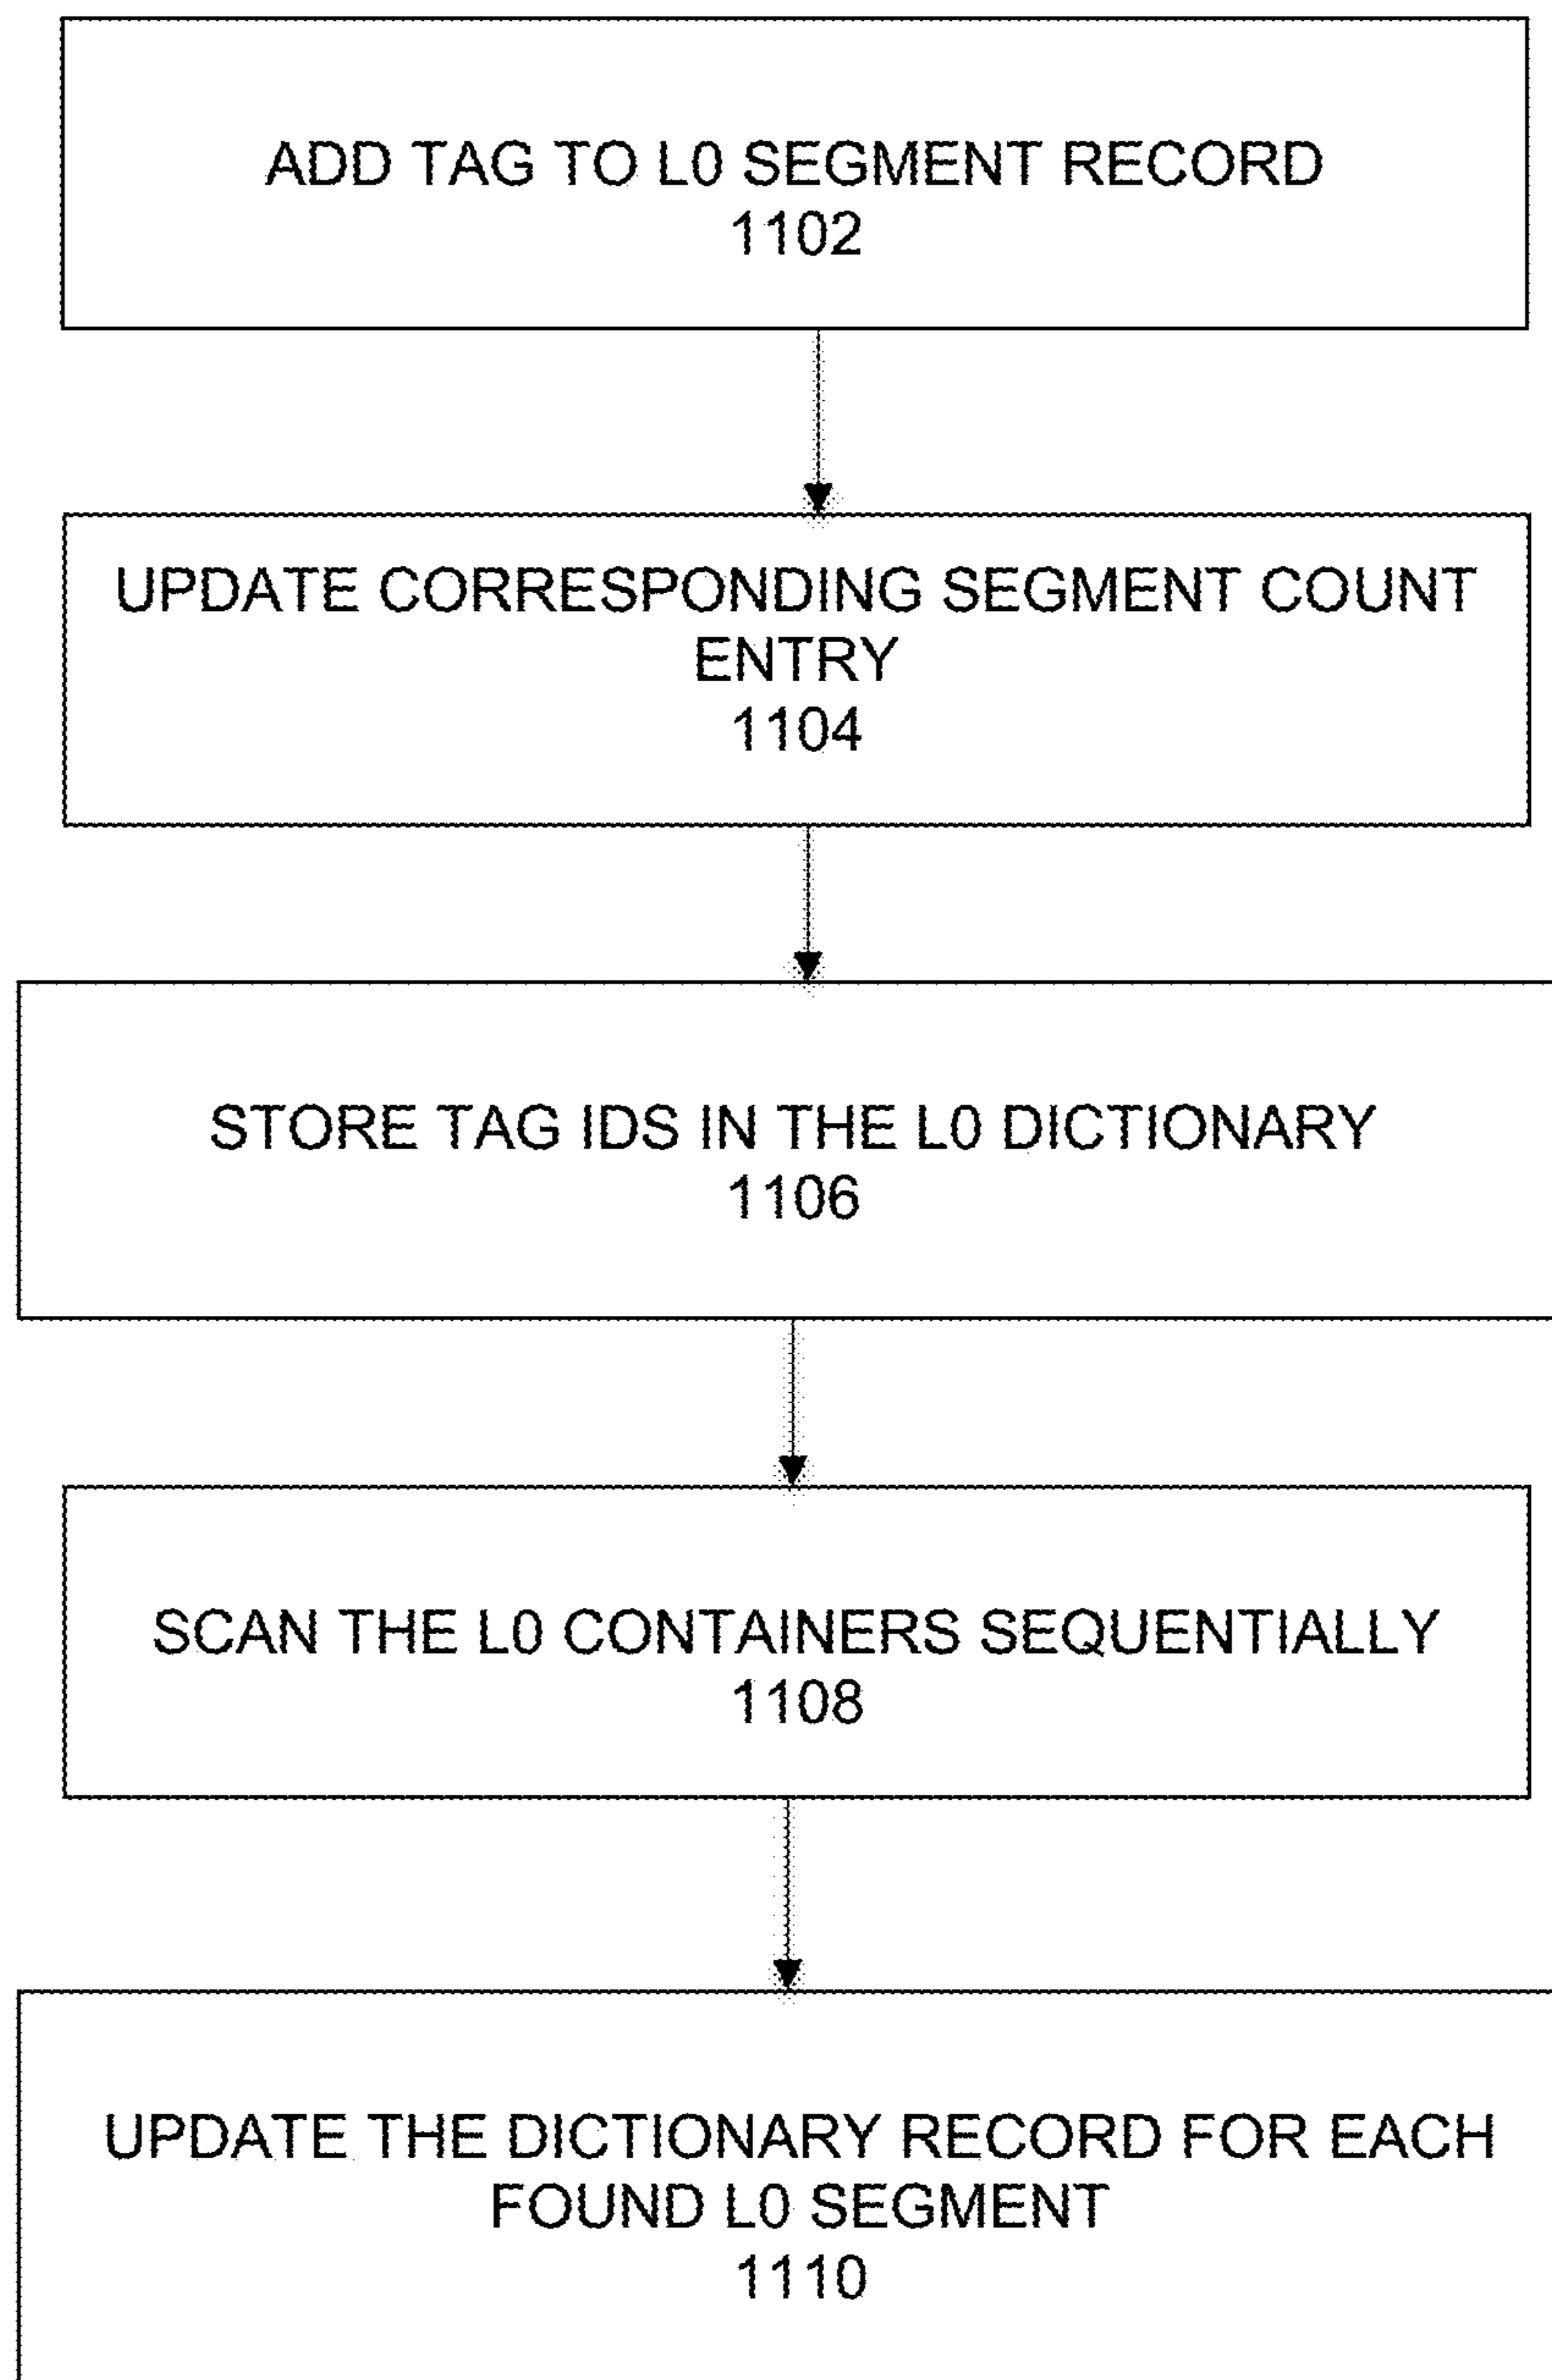 ADD TAG TO L0 SEGMENT RECORD
1102
UPDATE CORRESPONDING SEGMENT COUNT
ENTRY
1104
STORE TAG IDS IN THE L0 DICTIONARY
1106
SCAN THE L0 CONTAINERS SEQUENTIALLY
1108
UPDATE THE DICTIONARY RECORD FOR EACH
FOUND L0 SEGMENT
1110